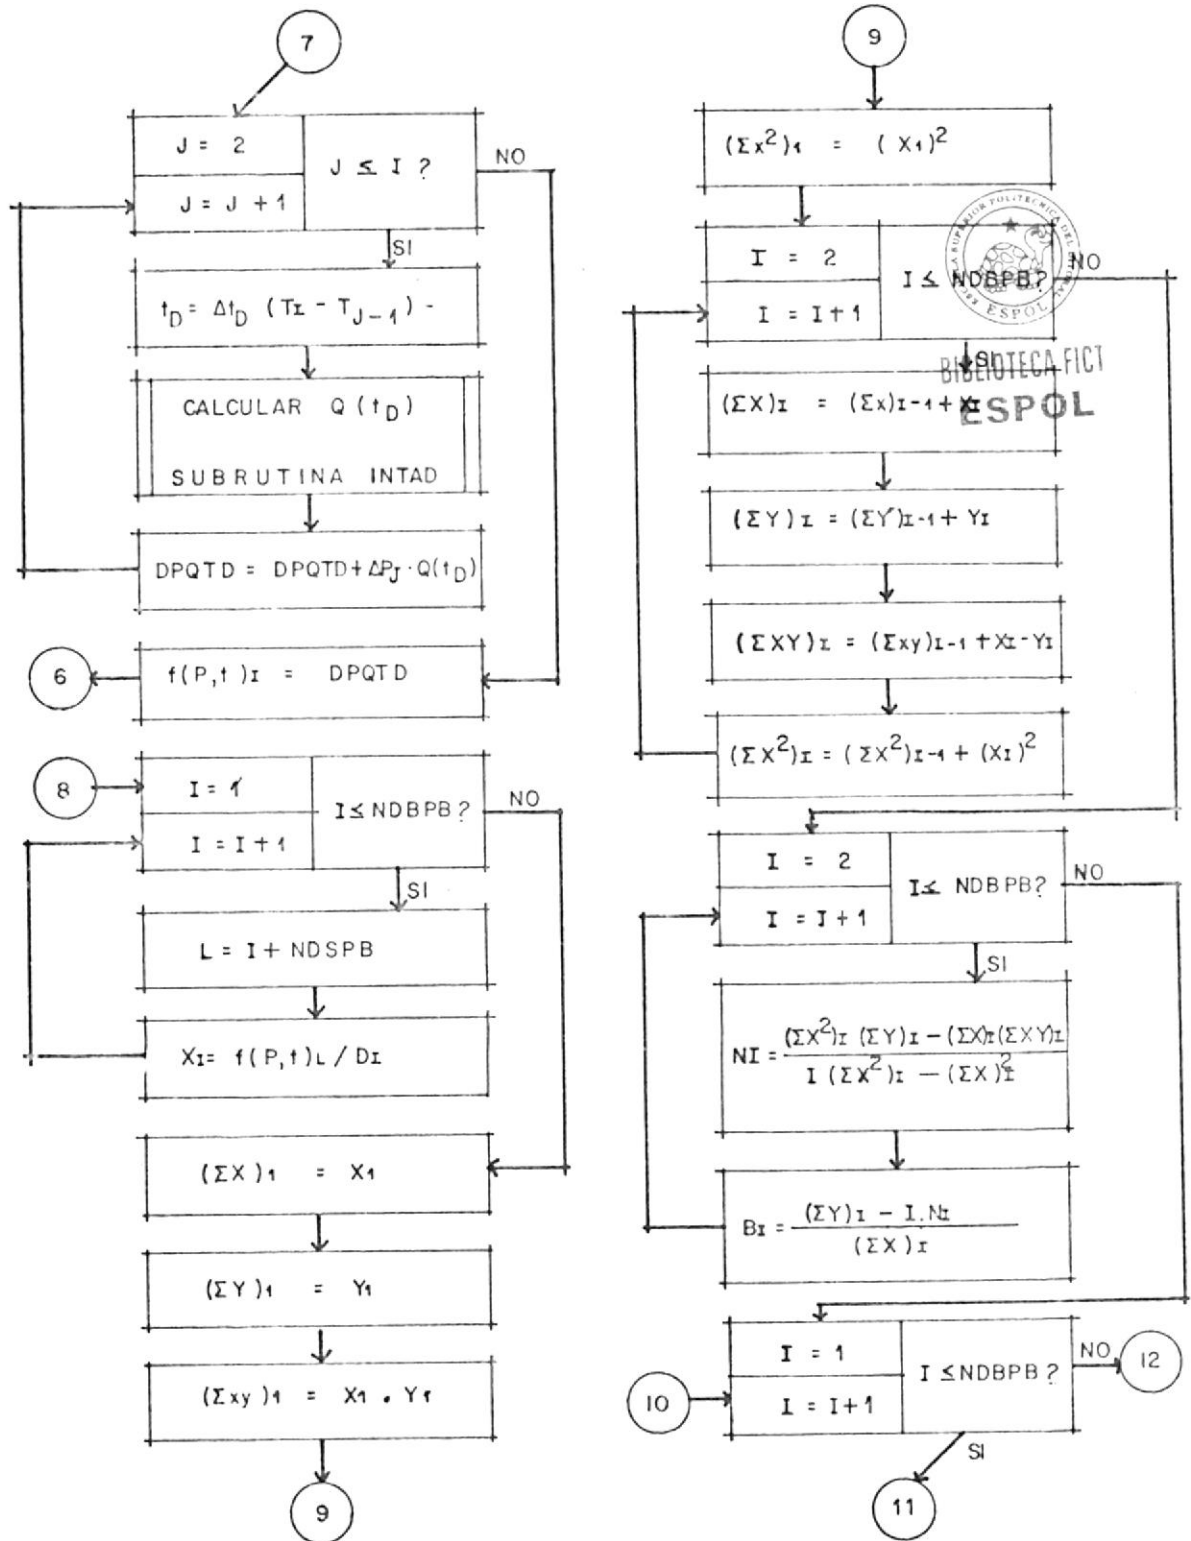 7
J = 2
J = J + 1
J ≤ I ?
NO
SI
t_D = Δt_D (T_I - T_{J-1}) -
CALCULAR Q (t_D)
SUBRUTINA INTAD
DPQTD = DPQTD + ΔP_J · Q(t_D)
6
f(P,t)_I = DPQTD
8
I = 1
I = I + 1
I ≤ NDBPB ?
NO
SI
L = I + NDSPB
X_I = f(P,t)_L / D_I
(ΣX)_1 = X_1
(ΣY)_1 = Y_1
(Σxy)_1 = X_1 . Y_1
9
9
(Σx²)_1 = (X_1)²
I = 2
I = I+1
I ≤ NDBPB?
NO
SI
ESPOL
BIBLIOTECA FICT
ESPOL
(ΣX)_I = (Σx)_{I-1} + X_I
(ΣY)_I = (ΣY)_{I-1} + Y_I
(ΣXY)_I = (Σxy)_{I-1} + X_I - Y_I
(ΣX²)_I = (ΣX²)_{I-1} + (X_I)²
I = 2
I = J+1
I ≤ NDBPB?
NO
SI
N_I = (ΣX²)_I (ΣY)_I - (ΣX)_I (ΣXY)_I
I (ΣX²)_I - (ΣX)²_I
B_I = (ΣY)_I - I.N_I
(ΣX)_I
I = 1
I = I+1
I ≤ NDBPB ?
NO
12
10
SI
11